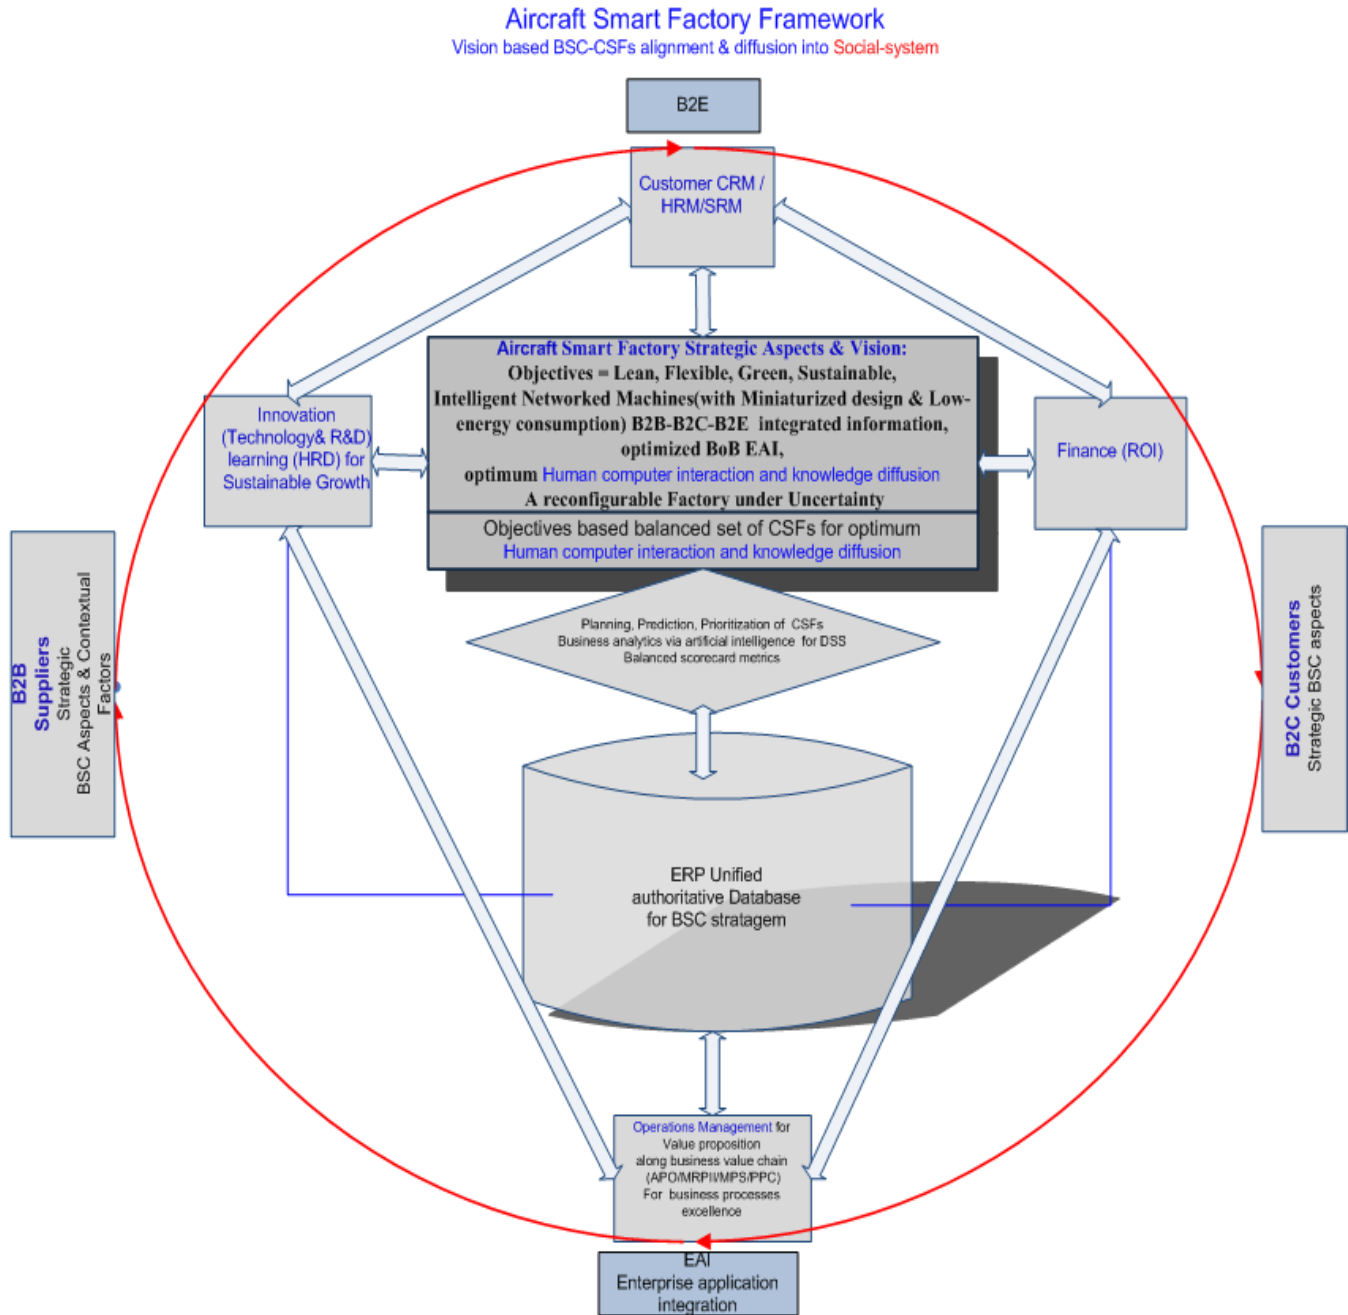 Aircraft Smart Factory Framework
Vision based BSC-CSFs alignment & diffusion into Social-system
B2E
Customer CRM /
HRM/SRM
Aircraft Smart Factory Strategic Aspects & Vision:
Objectives = Lean, Flexible, Green, Sustainable,
Intelligent Networked Machines(with Miniaturized design & Low-
energy consumption) B2B-B2C-B2E integrated information,
optimized BoB EAI,
optimum Human computer interaction and knowledge diffusion
A reconfigurable Factory under Uncertainty
Objectives based balanced set of CSFs for optimum
Human computer interaction and knowledge diffusion
Innovation
(Technology& R&D)
learning (HRD) for
Sustainable Growth
Finance (ROI)
B2B
Suppliers
Strategic
BSC Aspects & Contextual
Factors
B2C Customers
Strategic BSC aspects
Planning, Prediction, Prioritization of CSFs
Business analytics via artificial intelligence for DSS
Balanced scorecard metrics
ERP Unified
authoritative Database
for BSC stratagem
Operations Management for
Value proposition
along business value chain
(APO/MRPII/MPS/PPC)
For business processes
excellence
EAI
Enterprise application
integration